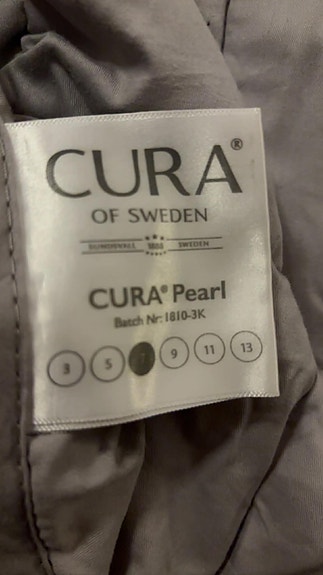 CURA®
OF SWEDEN
SUNDSVALL 1888 SWEDEN
CURA® Pearl
Batch Nr: 1810-3K
3 5 7 9 11 13